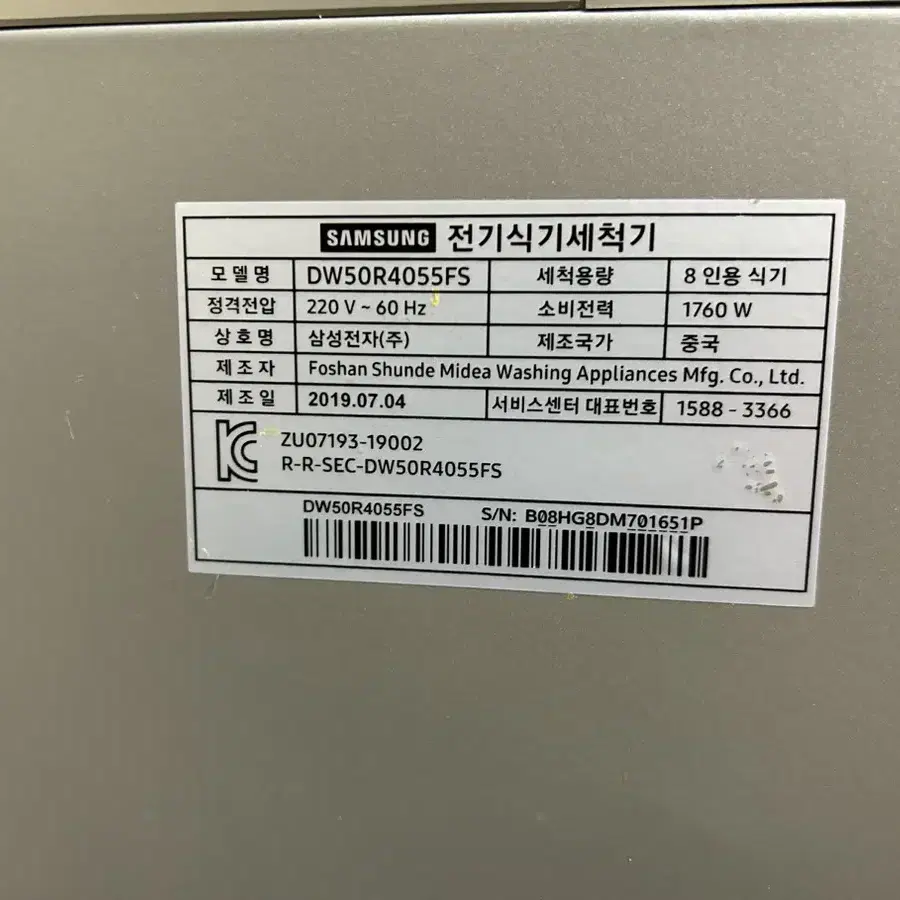 SAMSUNG 전기식기세척기
모델명 DW50R4055FS 세척용량 8 인용 식기
정격전압 220 V ~ 60 Hz 소비전력 1760 W
상호명 삼성전자(주) 제조국가 중국
제조자 Foshan Shunde Midea Washing Appliances Mfg. Co., Ltd.
제조일 2019.07.04 서비스센터 대표번호 1588 - 3366
ZU07193-19002
R-R-SEC-DW50R4055FS
DW50R4055FS S/N: B08HG8DM701651P